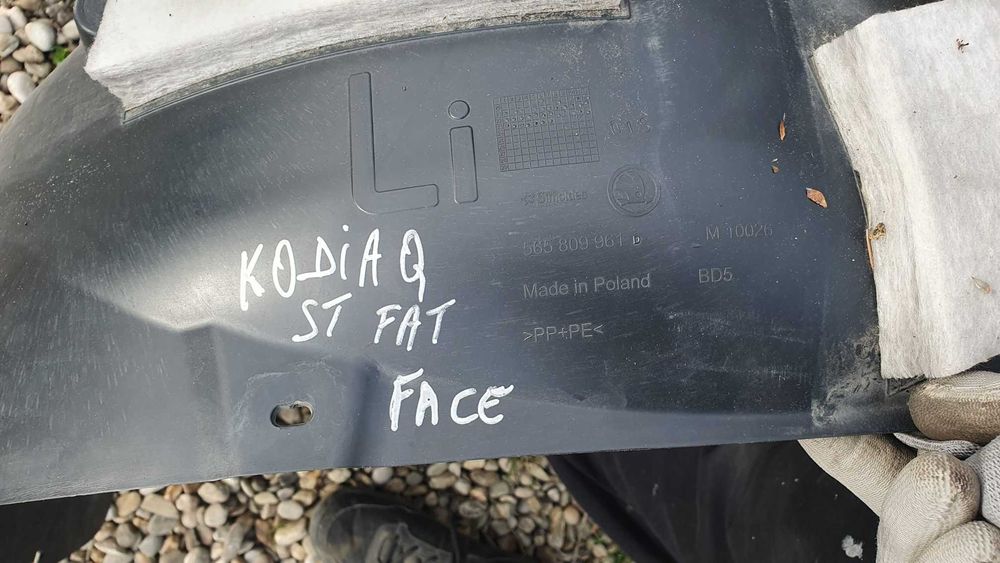 Li
565 809 961 D M 10026
Made in Poland BD5
>PP+PE<
KODiAQ
ST FAT
FACE